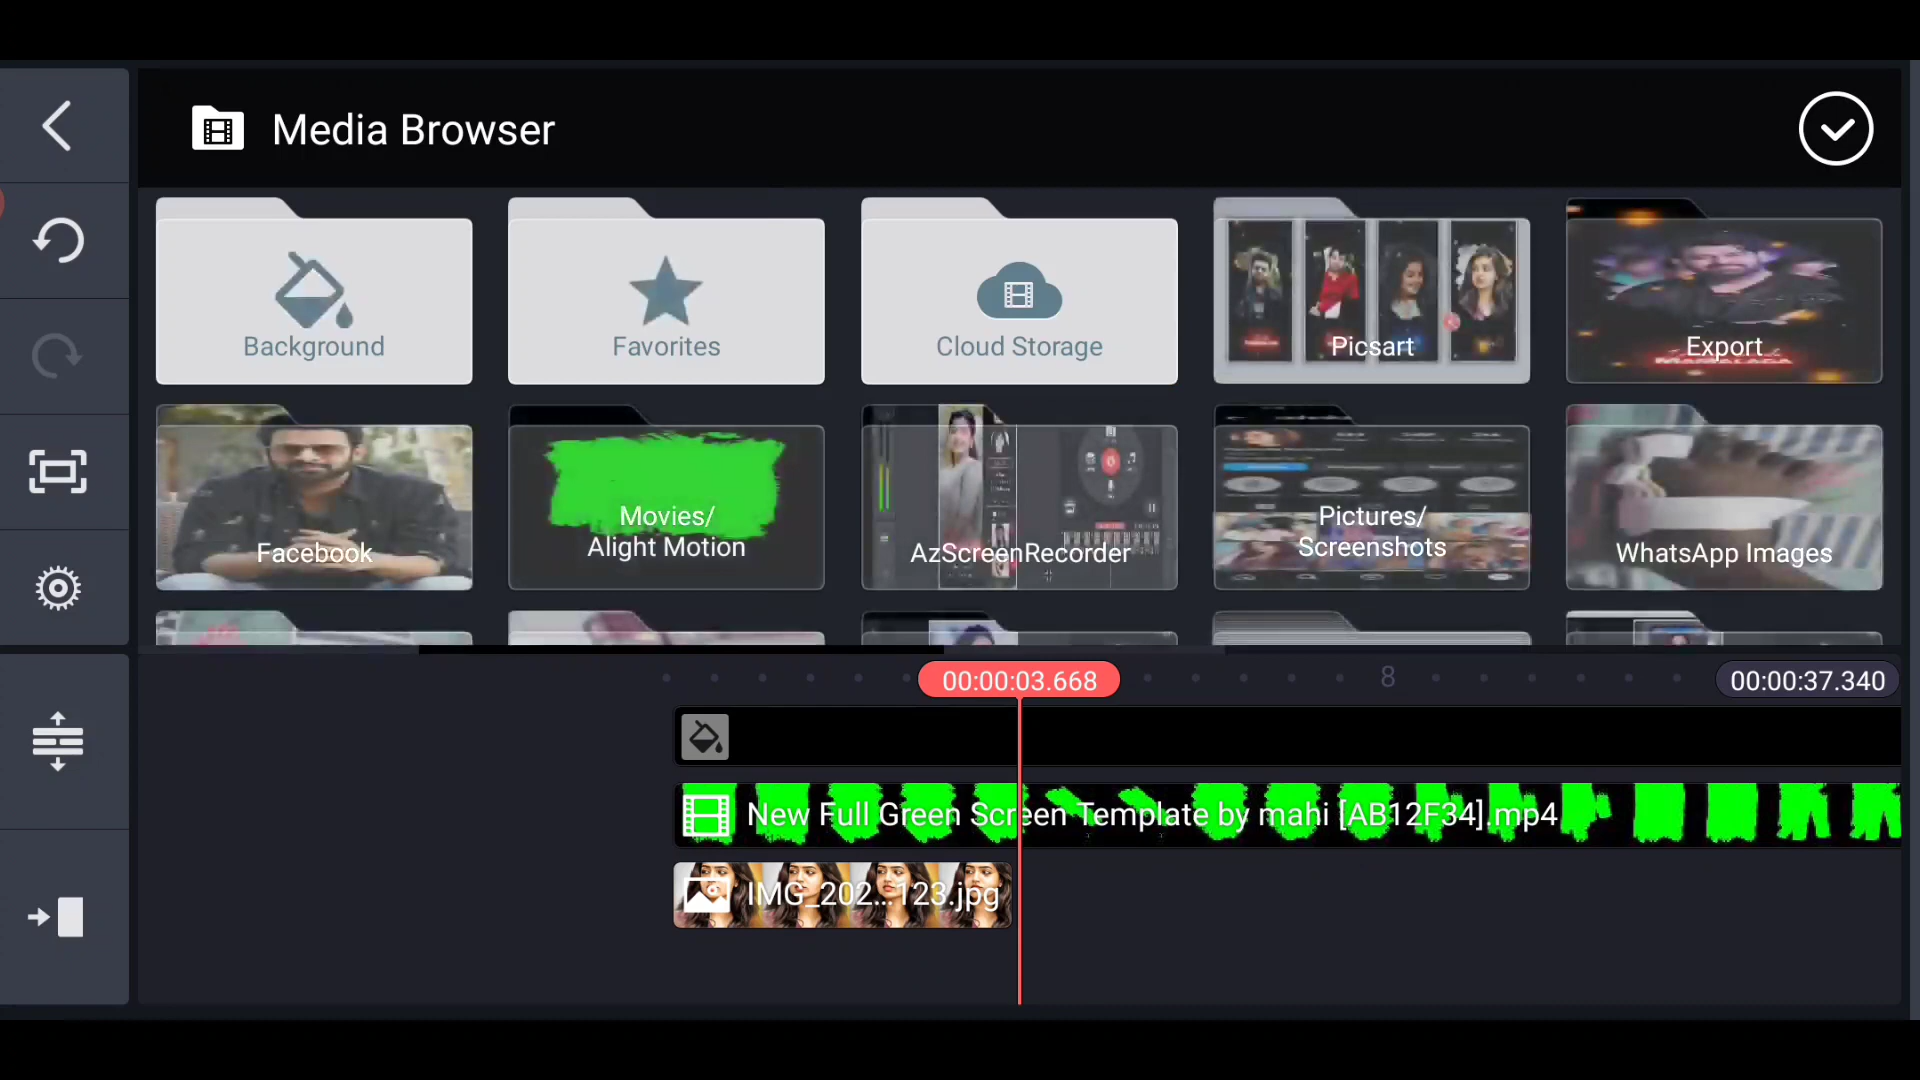 Media Browser
Background
Favorites
Cloud Storage
Picsart
Export
Facebook
Movies/
Alight Motion
AzScreenRecorder
Pictures/
Screenshots
WhatsApp Images
00:00:03.668
8
00:00:37.340
New Full Green Screen Template by mahi [AB12F34].mp4
IMG_202...123.jpg